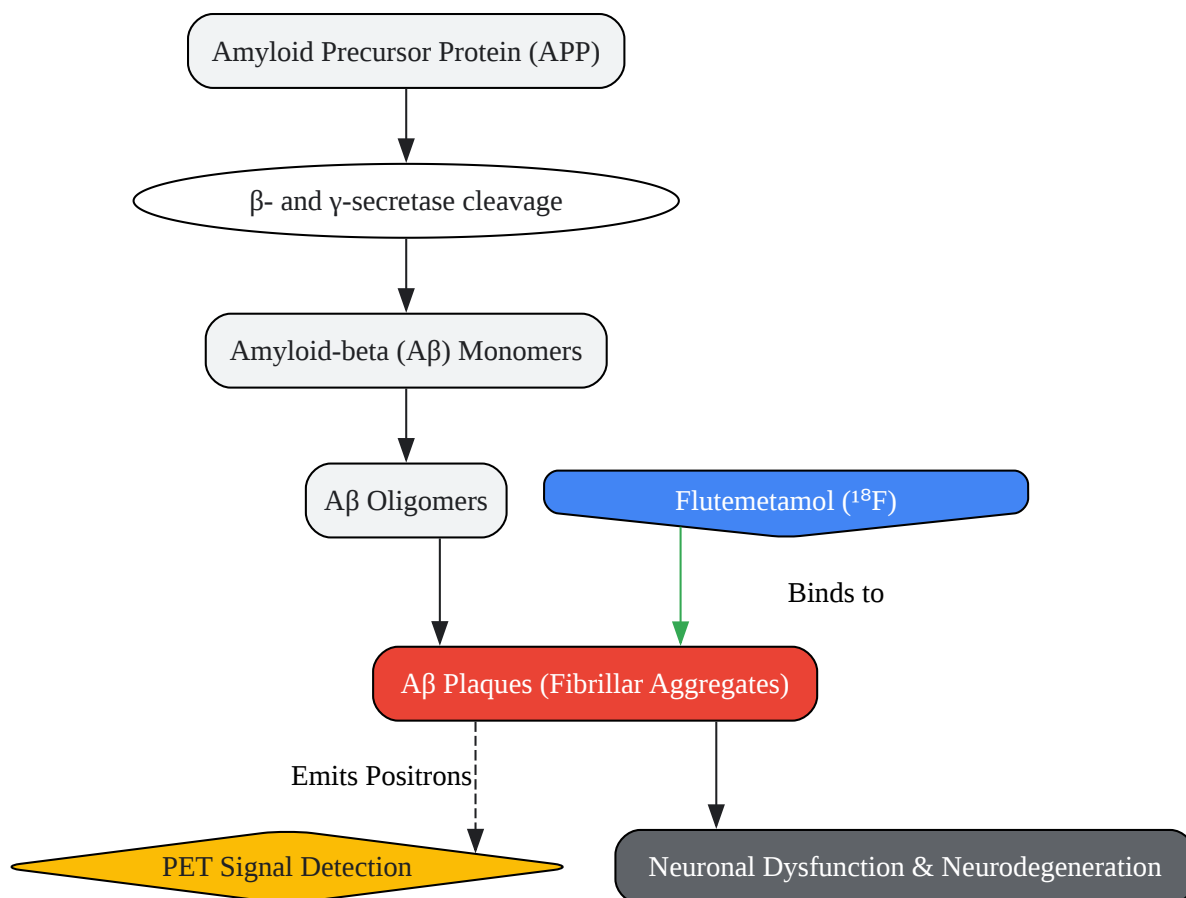 Amyloid Precursor Protein (APP)
β- and γ-secretase cleavage
Amyloid-beta (Aβ) Monomers
Aβ Oligomers
Flutemetamol (¹⁸F)
Binds to
Aβ Plaques (Fibrillar Aggregates)
Emits Positrons
PET Signal Detection
Neuronal Dysfunction & Neurodegeneration